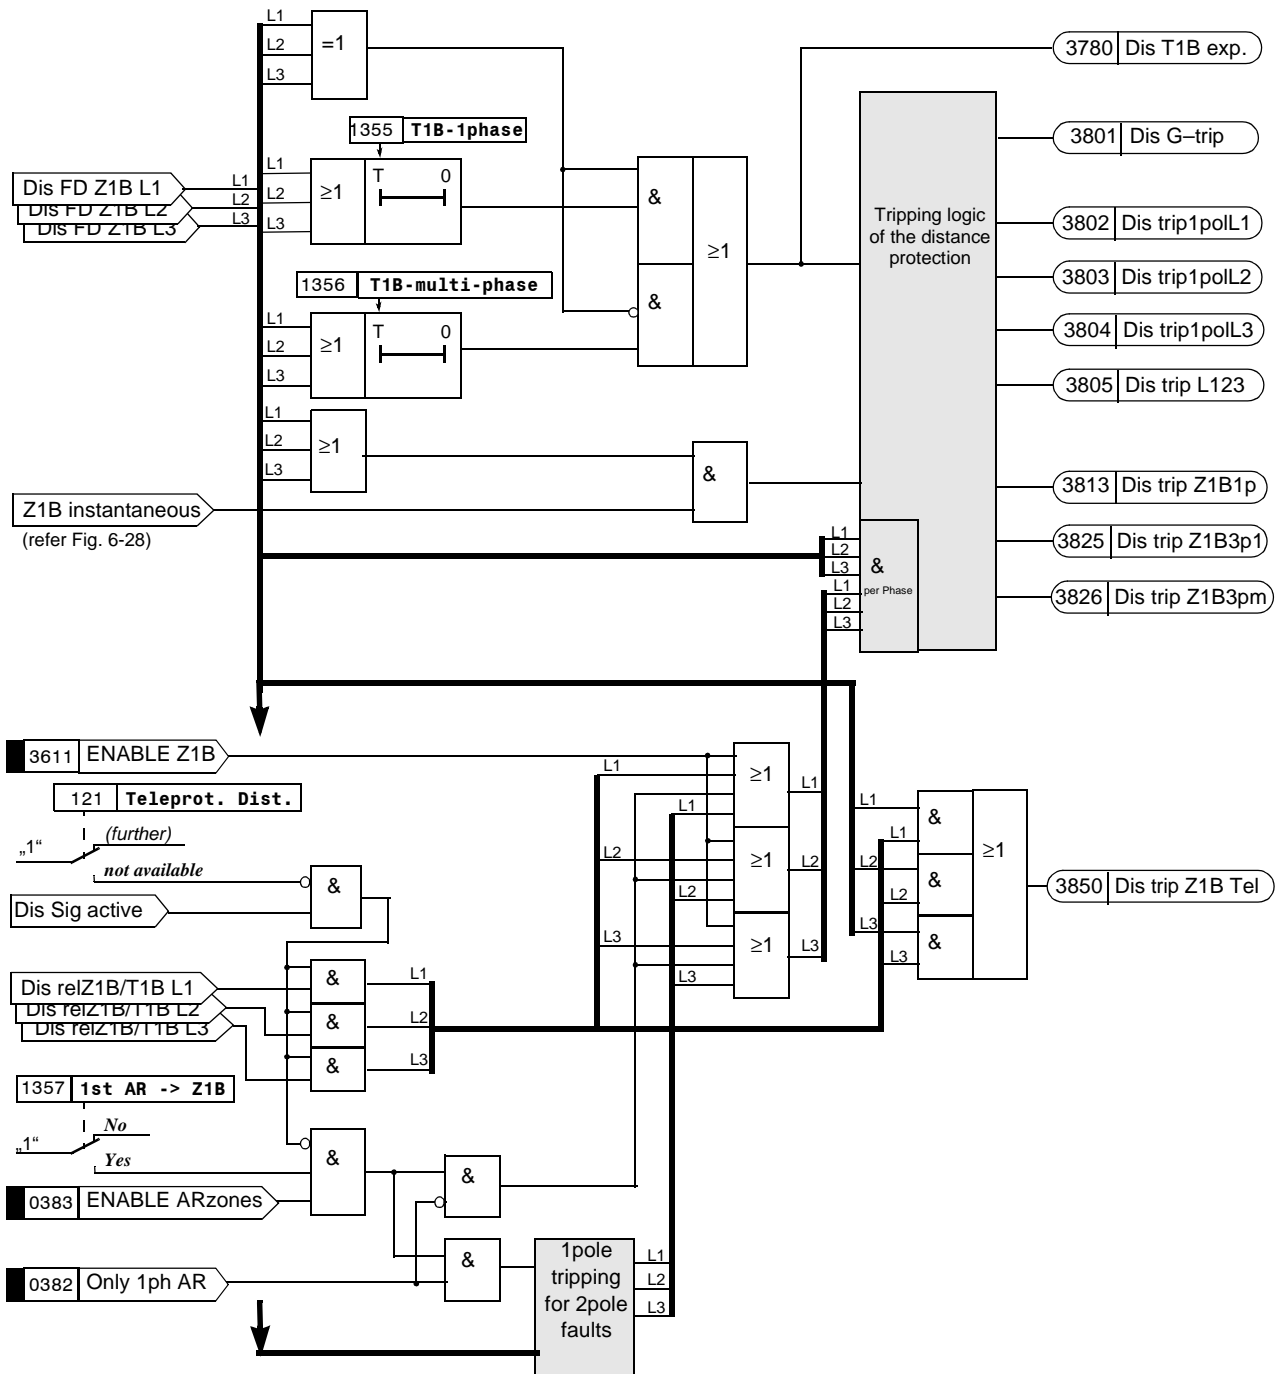 L1
L2
L3
=1
3780 Dis T1B exp.
1355 T1B-1phase
3801 Dis G–trip
Dis FD Z1B L1
Dis FD Z1B L2
Dis FD Z1B L3
L1
L2
L3
L1
L2
L3
≥1
T 0
&
&
≥1
Tripping logic
of the distance
protection
3802 Dis trip1polL1
3803 Dis trip1polL2
3804 Dis trip1polL3
3805 Dis trip L123
1356 T1B-multi-phase
L1
L2
L3
≥1
T 0
L1
L2
L3
≥1
&
3813 Dis trip Z1B1p
3825 Dis trip Z1B3p1
3826 Dis trip Z1B3pm
Z1B instantaneous
(refer Fig. 6-28)
L1
L2
L3
&
per Phase
L1
L2
L3
3611 ENABLE Z1B
121 Teleprot. Dist.
„1“
(further)
not available
&
Dis Sig active
L1
L1
≥1
L1
L2
L2
≥1
L2
L3
L3
≥1
L3
L1
L1
&
L2
L2
&
L3
L3
&
≥1
3850 Dis trip Z1B Tel
Dis relZ1B/T1B L1
Dis relZ1B/T1B L2
Dis relZ1B/T1B L3
&
&
&
L1
L2
L3
1357 1st AR -> Z1B
„1“
No
Yes
&
&
0383 ENABLE ARzones
&
0382 Only 1ph AR
1pole
tripping
for 2pole
faults
L1
L2
L3